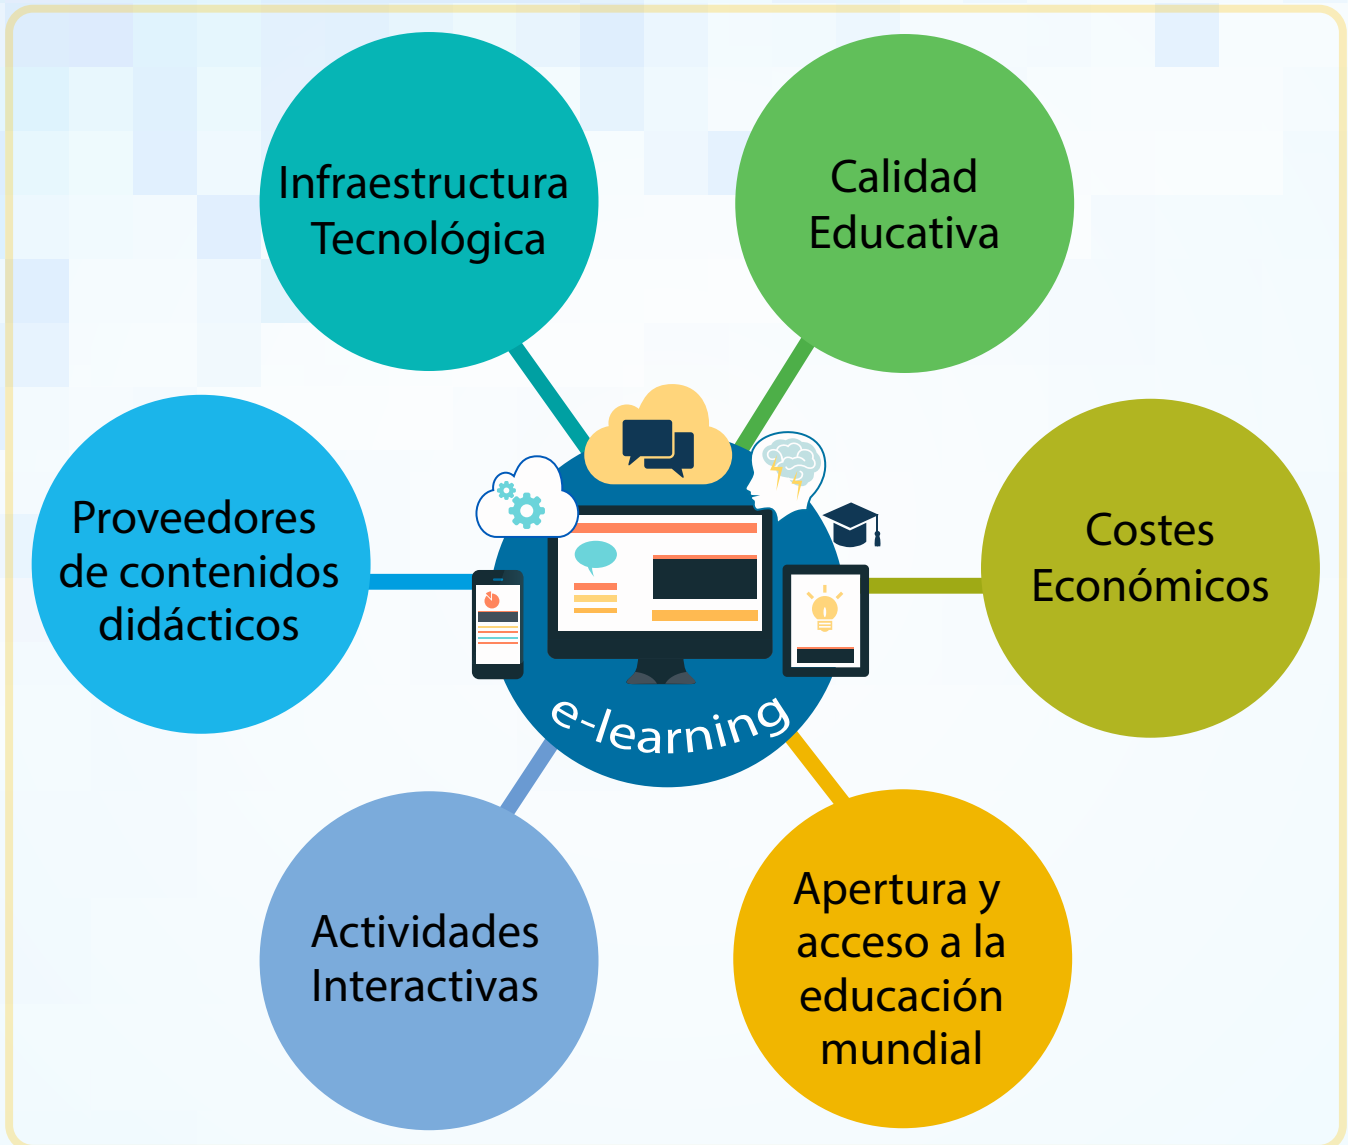 Infraestructura
Tecnológica
Calidad
Educativa
Proveedores
de contenidos
didácticos
Costes
Económicos
e-learning
Actividades
Interactivas
Apertura y
acceso a la
educación
mundial